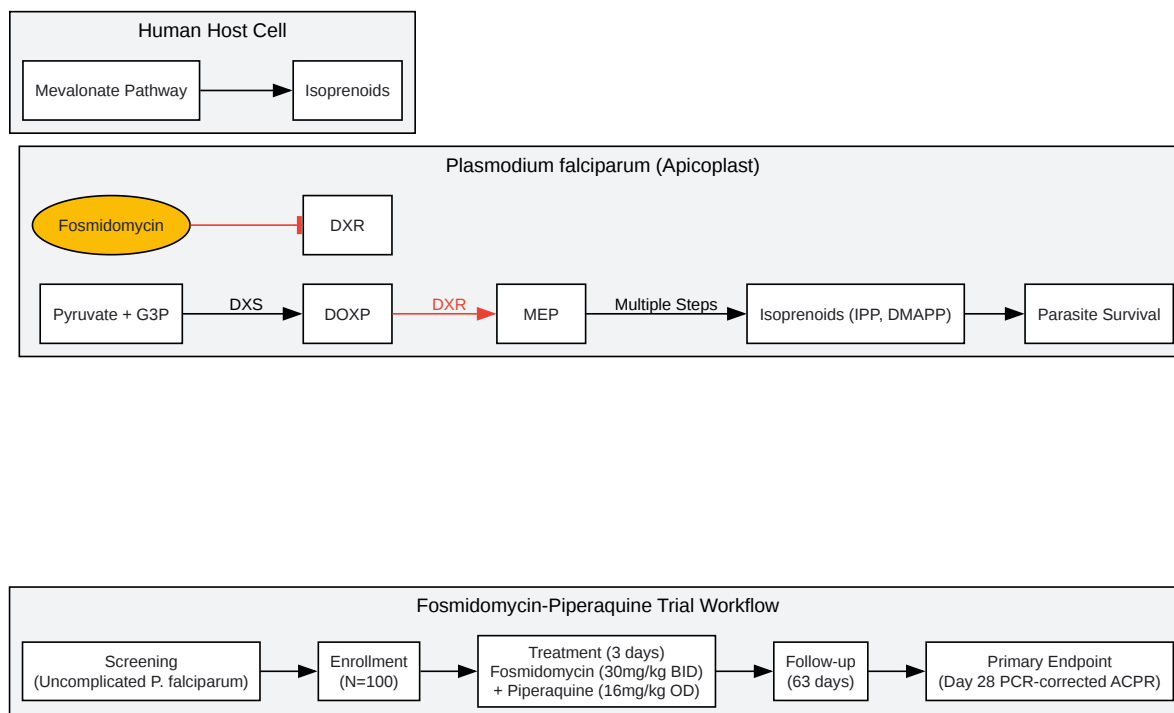 Human Host Cell
Mevalonate Pathway
Isoprenoids
Plasmodium falciparum (Apicoplast)
Fosmidomycin
DXR
Pyruvate + G3P
DXS
DOXP
DXR
MEP
Multiple Steps
Isoprenoids (IPP, DMAPP)
Parasite Survival
Fosmidomycin-Piperaquine Trial Workflow
Screening
(Uncomplicated P. falciparum)
Enrollment
(N=100)
Treatment (3 days)
Fosmidomycin (30mg/kg BID)
+ Piperaquine (16mg/kg OD)
Follow-up
(63 days)
Primary Endpoint
(Day 28 PCR-corrected ACPR)